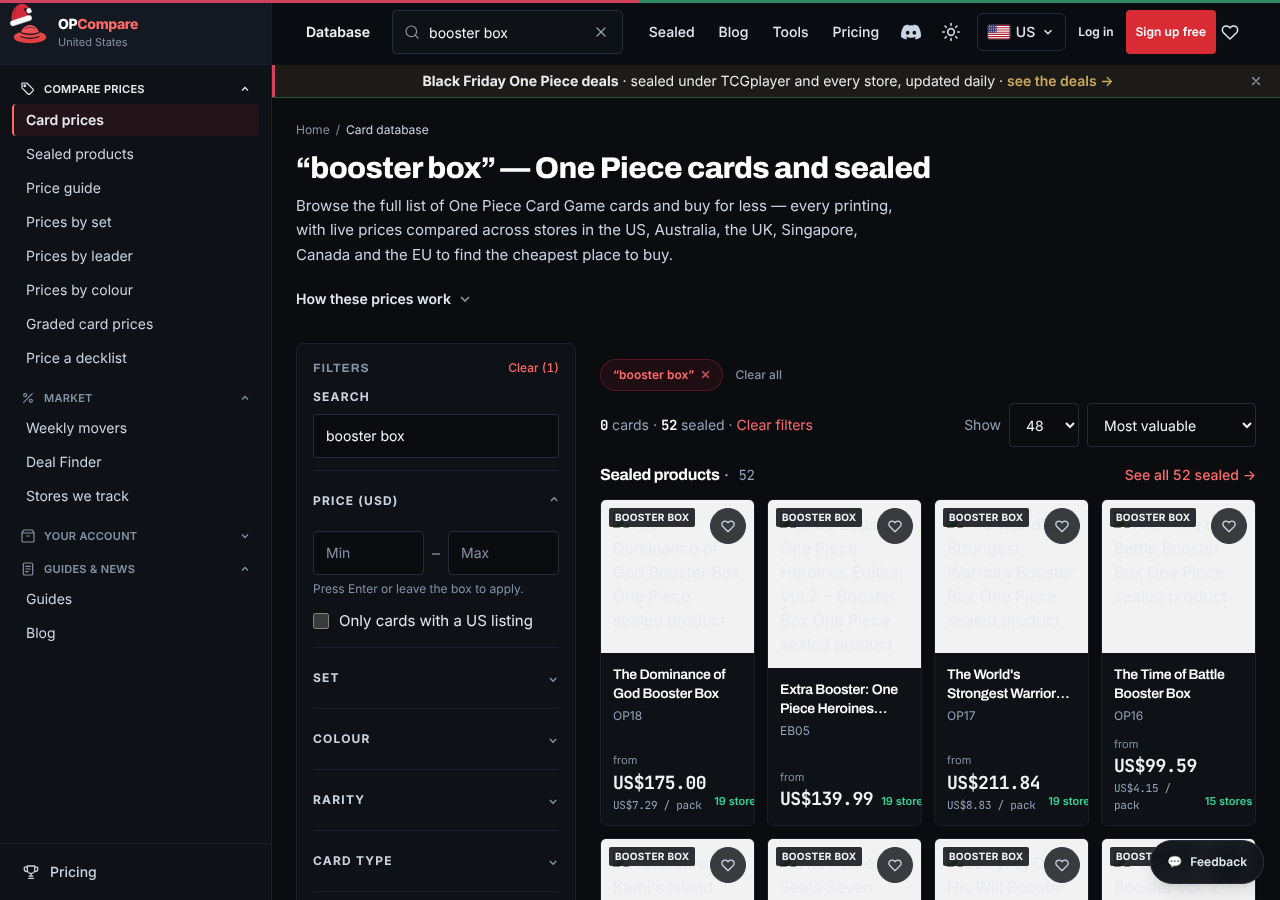 OPCompare
United States
Database
booster box
Sealed
Blog
Tools
Pricing
US
Log in
Sign up free
Black Friday One Piece deals · sealed under TCGplayer and every store, updated daily · see the deals →
COMPARE PRICES
Card prices
Sealed products
Price guide
Prices by set
Prices by leader
Prices by colour
Graded card prices
Price a decklist
MARKET
Weekly movers
Deal Finder
Stores we track
YOUR ACCOUNT
GUIDES & NEWS
Guides
Blog
Pricing
Home / Card database
“booster box” — One Piece cards and sealed
Browse the full list of One Piece Card Game cards and buy for less — every printing,
with live prices compared across stores in the US, Australia, the UK, Singapore,
Canada and the EU to find the cheapest place to buy.
How these prices work
FILTERS
Clear (1)
SEARCH
booster box
PRICE (USD)
Min – Max
Press Enter or leave the box to apply.
Only cards with a US listing
SET
COLOUR
RARITY
CARD TYPE
“booster box” ×
Clear all
0 cards · 52 sealed · Clear filters
Show
48
Most valuable
Sealed products · 52
See all 52 sealed →
BOOSTER BOX
Dominance of
God Booster Box
One Piece
sealed product
The Dominance of
God Booster Box
OP18
from
US$175.00
US$7.29 / pack
19 store
BOOSTER BOX
One Piece
Heroines Edition
Vol.2 - Booster
Box One Piece
sealed product
Extra Booster: One
Piece Heroines…
EB05
from
US$139.99
19 store
BOOSTER BOX
Strongest
Warriors Booster
Box One Piece
sealed product
The World's
Strongest Warrior…
OP17
from
US$211.84
US$8.83 / pack
19 store
BOOSTER BOX
Battle Booster
Box One Piece
sealed product
The Time of Battle
Booster Box
OP16
from
US$99.59
US$4.15 /
pack
15 stores
BOOSTER BOX
Kami's Island
BOOSTER BOX
Sea's Seven
BOOSTER BOX
His Will Booster
BOOST
Booster Vol. 2
Feedback